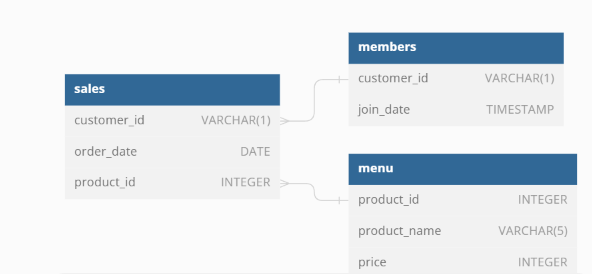 sales
customer_id VARCHAR(1)
order_date DATE
product_id INTEGER
members
customer_id VARCHAR(1)
join_date TIMESTAMP
menu
product_id INTEGER
product_name VARCHAR(5)
price INTEGER